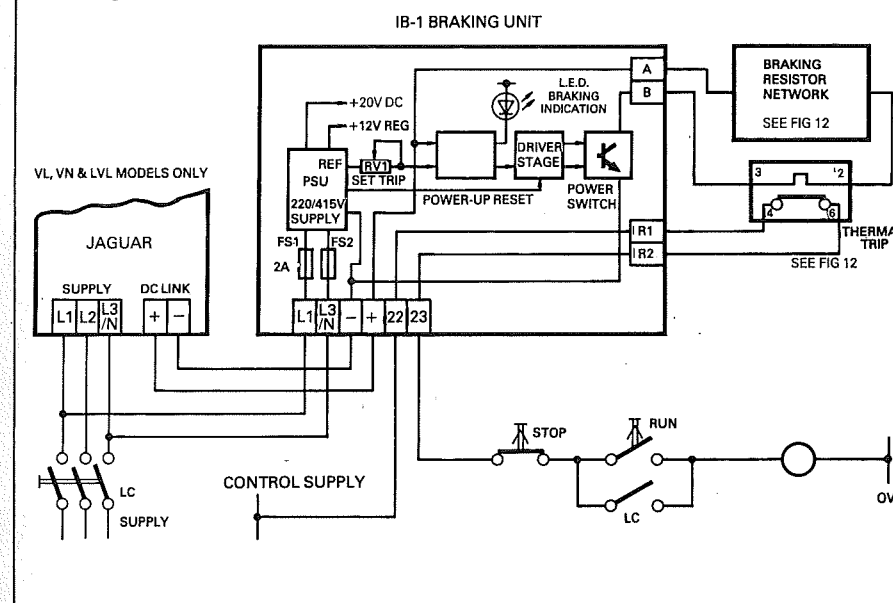 IB-1 BRAKING UNIT
A
B
L.E.D.
BRAKING
INDICATION
BRAKING
RESISTOR
NETWORK
SEE FIG 12
+20V DC
+12V REG
REF
PSU
220/415V
SUPPLY
RV1
SET TRIP
DRIVER
STAGE
POWER-UP RESET
POWER
SWITCH
3
2
4
6
THERMA
TRIP
SEE FIG 12
VL, VN & LVL MODELS ONLY
JAGUAR
SUPPLY
DC LINK
L1
L2
L3
/N
+
−
FS1
FS2
2A
R1
R2
L1
L3
/N
−
+
22
23
STOP
RUN
LC
LC
SUPPLY
CONTROL SUPPLY
OV